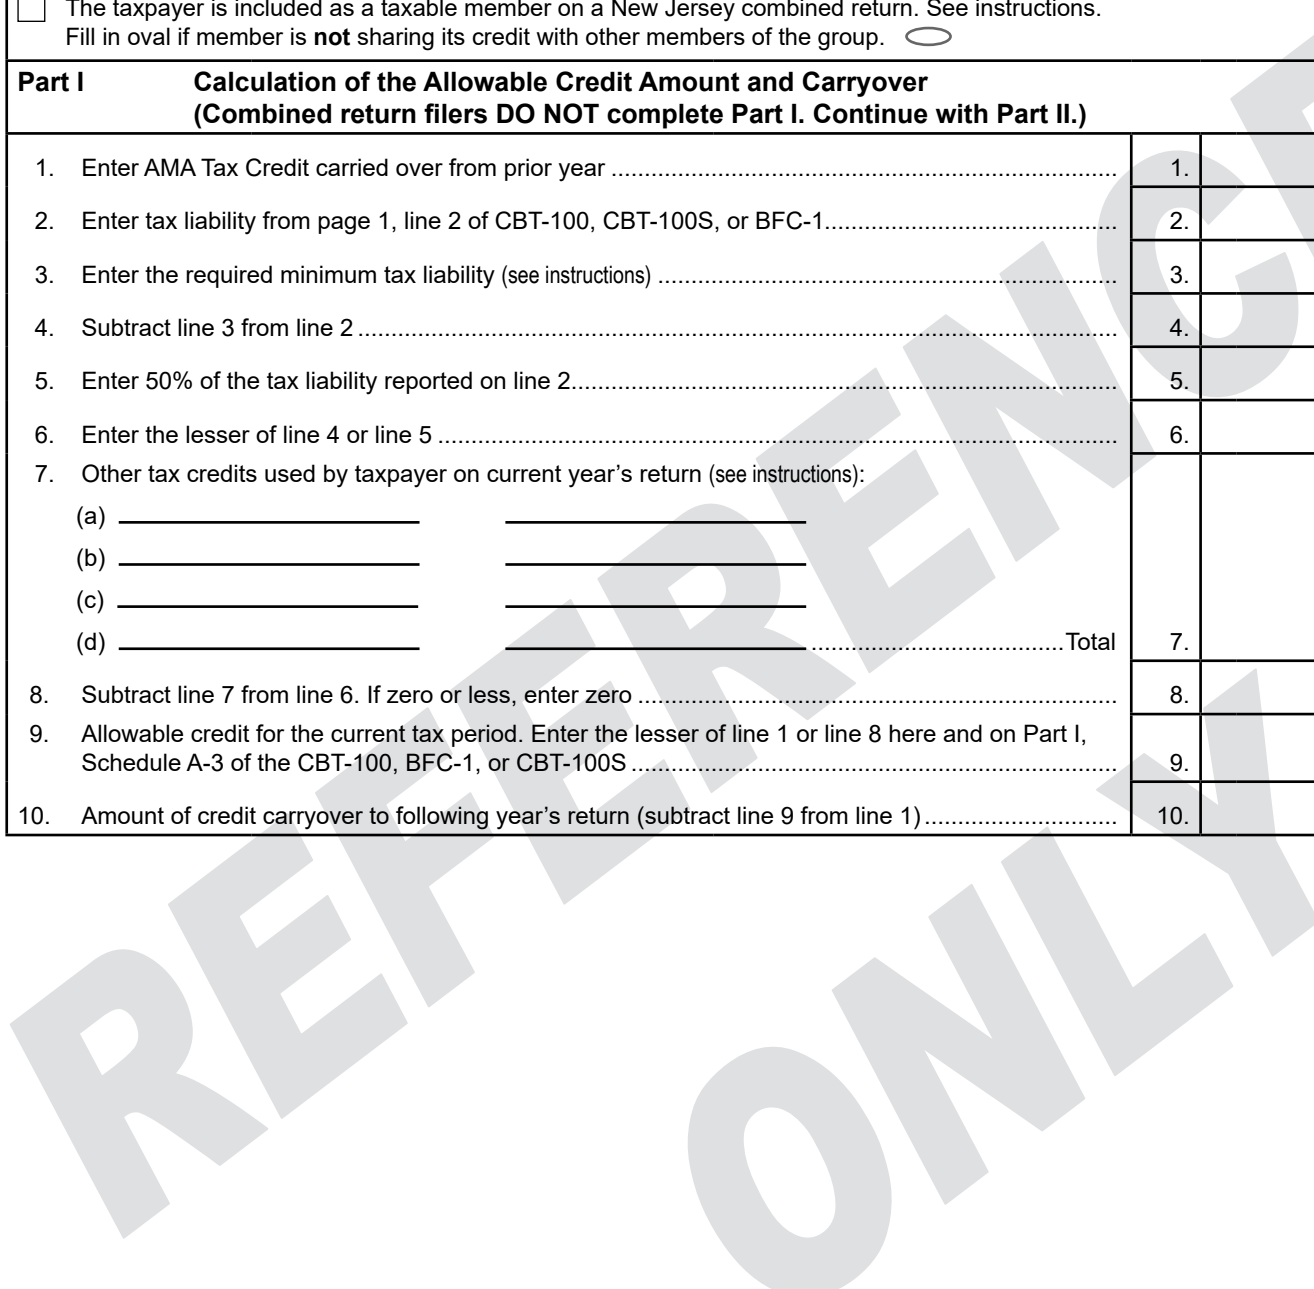 The taxpayer is included as a taxable member on a New Jersey combined return. See instructions.
Fill in oval if member is not sharing its credit with other members of the group.
Part I Calculation of the Allowable Credit Amount and Carryover
(Combined return filers DO NOT complete Part I. Continue with Part II.)
1. Enter AMA Tax Credit carried over from prior year ........................................................................ 1.
2. Enter tax liability from page 1, line 2 of CBT-100, CBT-100S, or BFC-1.......................................... 2.
3. Enter the required minimum tax liability (see instructions) ................................................................. 3.
4. Subtract line 3 from line 2 ............................................................................................................ 4.
5. Enter 50% of the tax liability reported on line 2.............................................................................. 5.
6. Enter the lesser of line 4 or line 5 ................................................................................................. 6.
7. Other tax credits used by taxpayer on current year’s return (see instructions):
(a)
(b)
(c)
(d) ....................................Total 7.
8. Subtract line 7 from line 6. If zero or less, enter zero .................................................................... 8.
9. Allowable credit for the current tax period. Enter the lesser of line 1 or line 8 here and on Part I,
Schedule A-3 of the CBT-100, BFC-1, or CBT-100S ..................................................................... 9.
10. Amount of credit carryover to following year’s return (subtract line 9 from line 1)............................ 10.
REFERENCE
ONLY